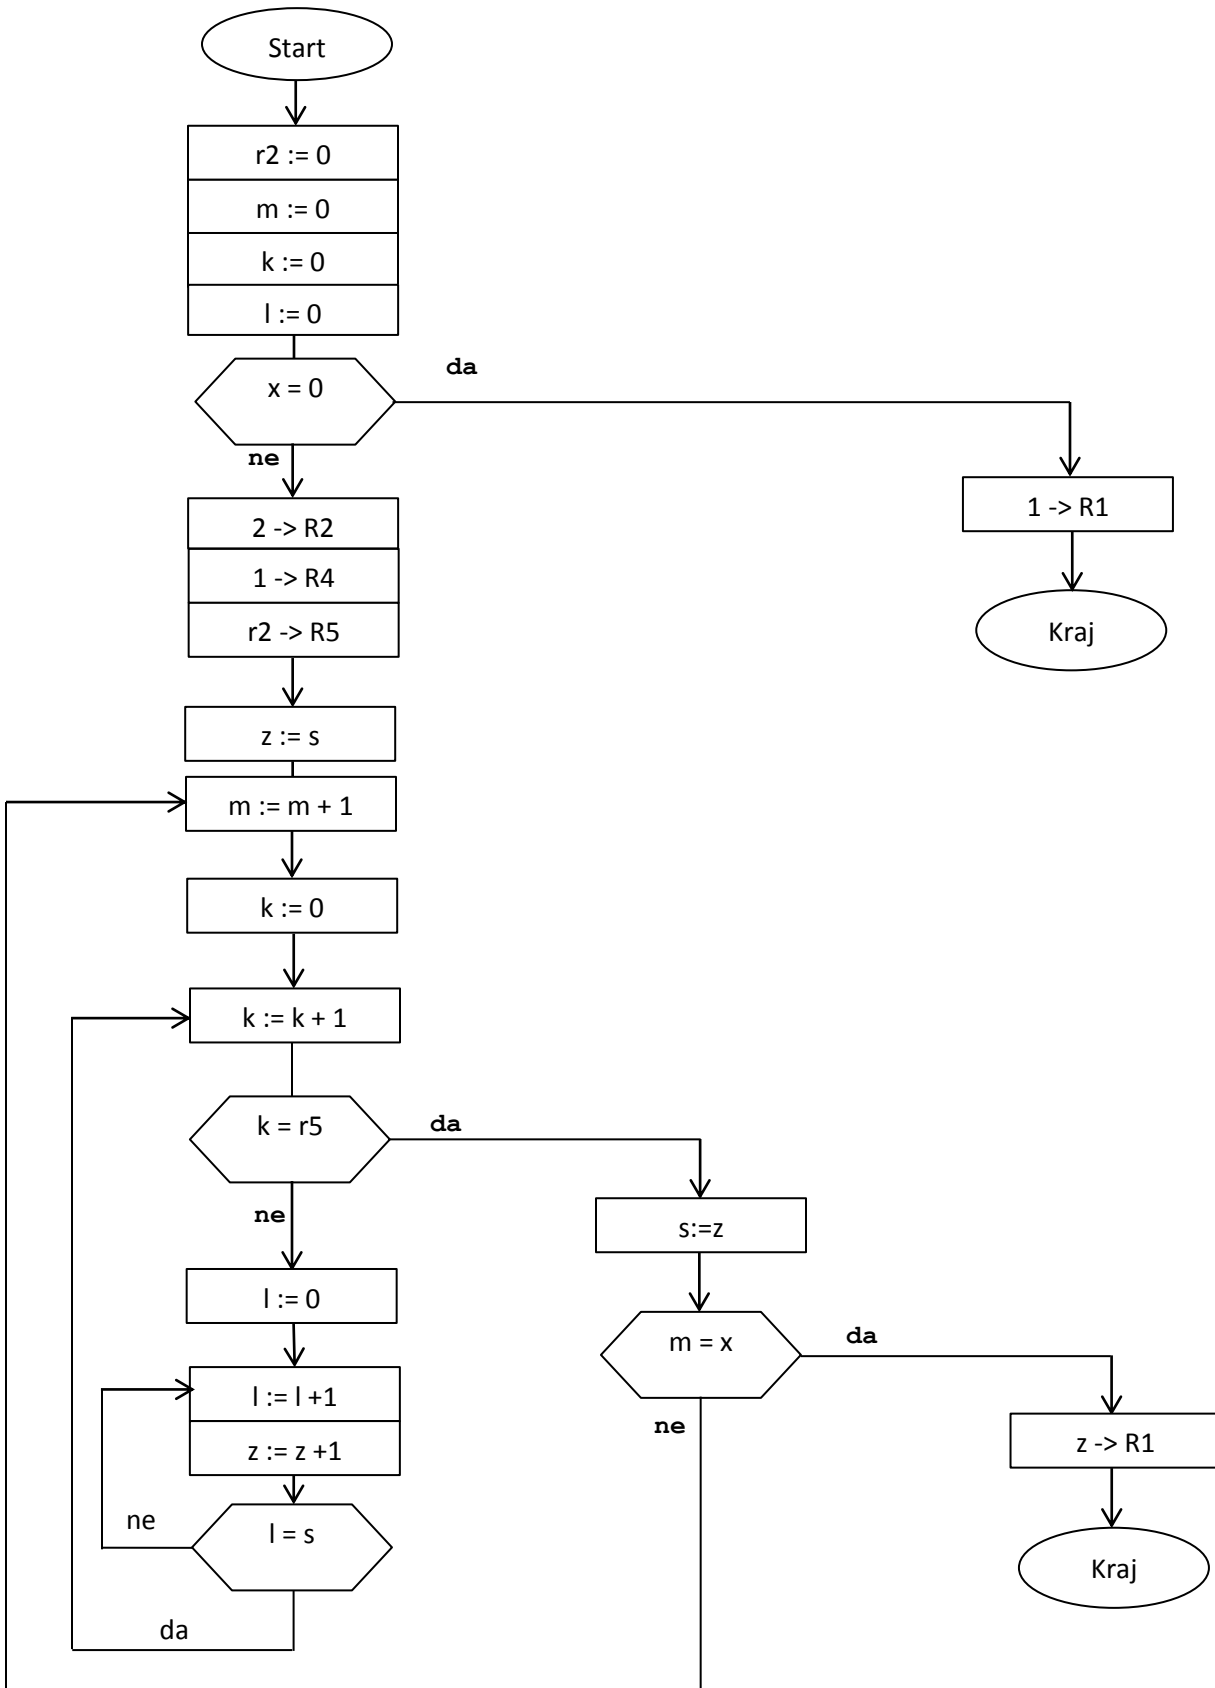 Start
r2 := 0
m := 0
k := 0
l := 0
x = 0
da
ne
2 -> R2
1 -> R4
r2 -> R5
1 -> R1
Kraj
z := s
m := m + 1
k := 0
k := k + 1
k = r5
da
ne
s:=z
l := 0
m = x
da
ne
l := l +1
z := z +1
z -> R1
l = s
ne
da
Kraj